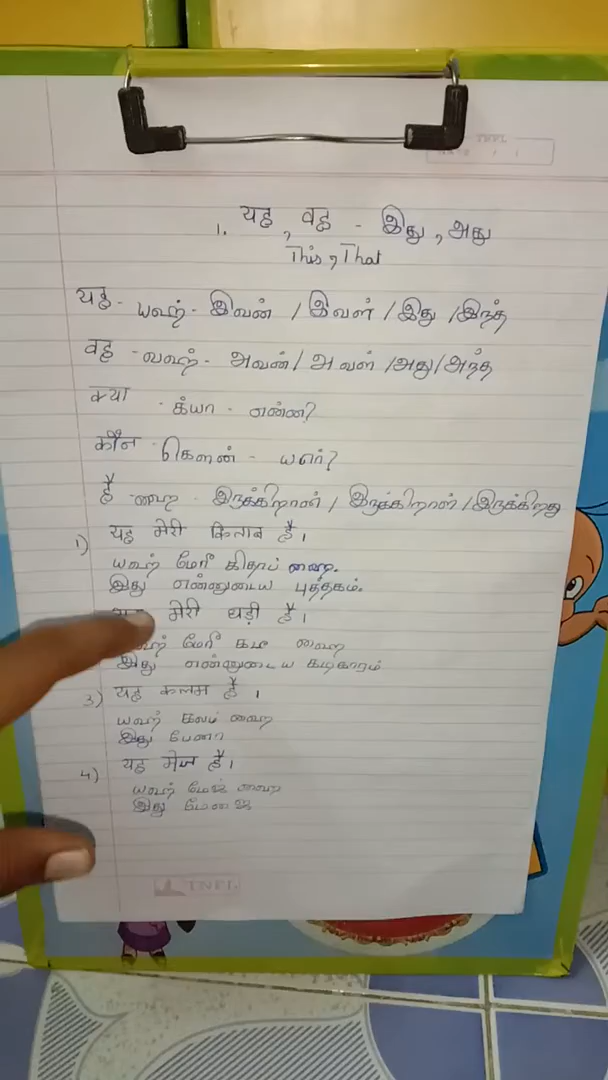 1. यह, वह - இது, அது
This, That
यह - யஹ் - இவன் / இவள் / இது / இந்த
वह - வஹ் - அவன் / அவள் / அது / அந்த
क्या - க்யா - என்ன?
कौन - கௌன் - யார்?
है - ஹை - இருக்கிறான் / இருக்கிறாள் / இருக்கிறது
1) यह मेरी किताब है।
யஹ் மேரீ கிதாப் ஹை.
இது என்னுடைய புத்தகம்.
मेरी घड़ी है।
மேரீ கடீ ஹை
இது என்னுடைய கடிகாரம்
3) यह कलम है।
யஹ் கலம் ஹை
இது பேனா
4) यह मेज है।
யஹ் மேஜ் ஹை
இது மேஜை
TNPL